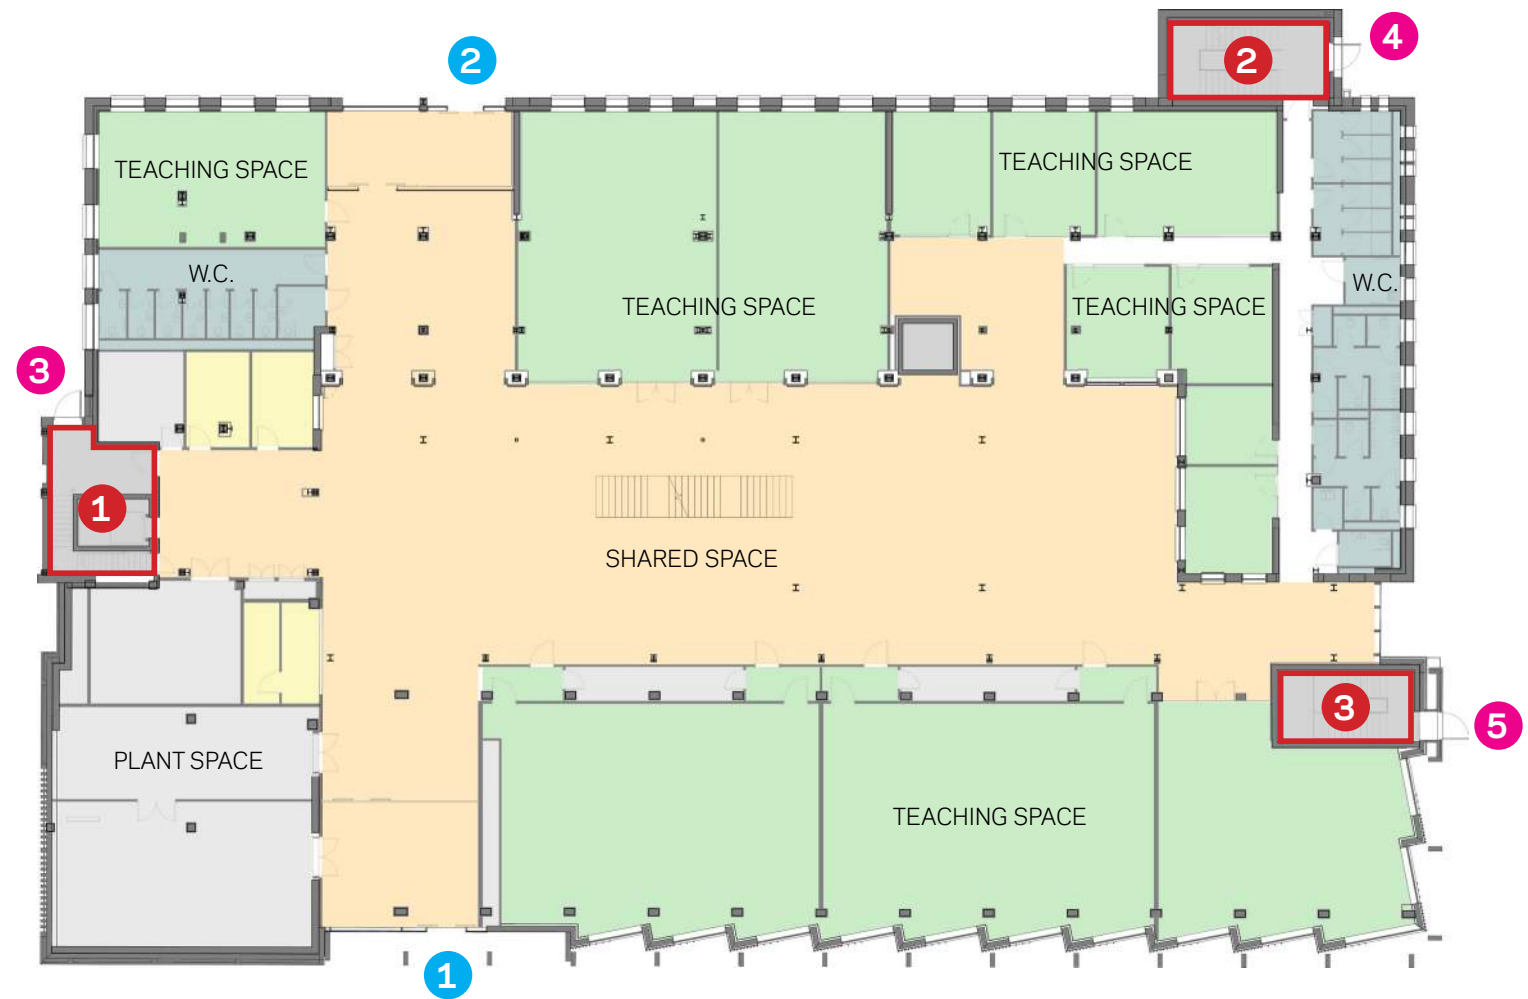 2
4
2
TEACHING SPACE
TEACHING SPACE
W.C.
W.C.
TEACHING SPACE
TEACHING SPACE
3
1
SHARED SPACE
3
5
PLANT SPACE
TEACHING SPACE
1